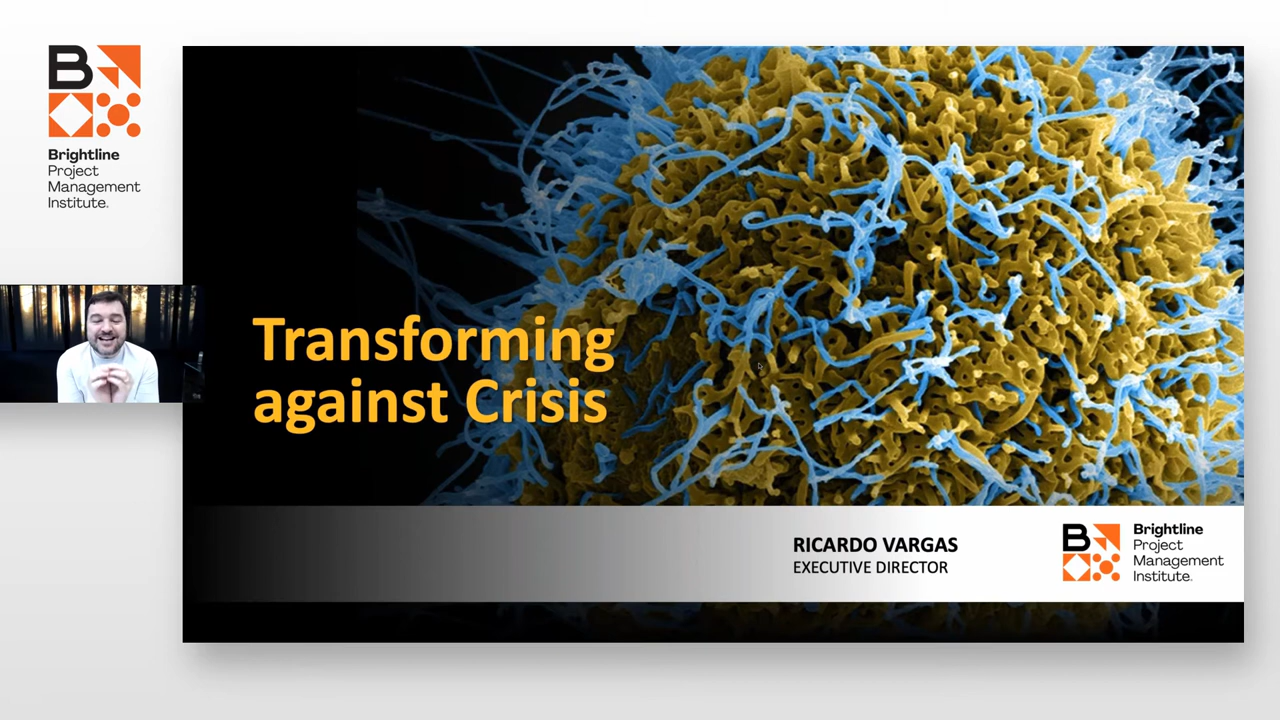 B
Brightline
Project
Management
Institute.
Transforming
against Crisis
RICARDO VARGAS
EXECUTIVE DIRECTOR
B
Brightline
Project
Management
Institute.